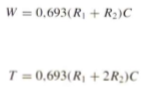 W = 0.693(R₁ + R₂)C
T = 0.693(R₁ + 2R₂)C